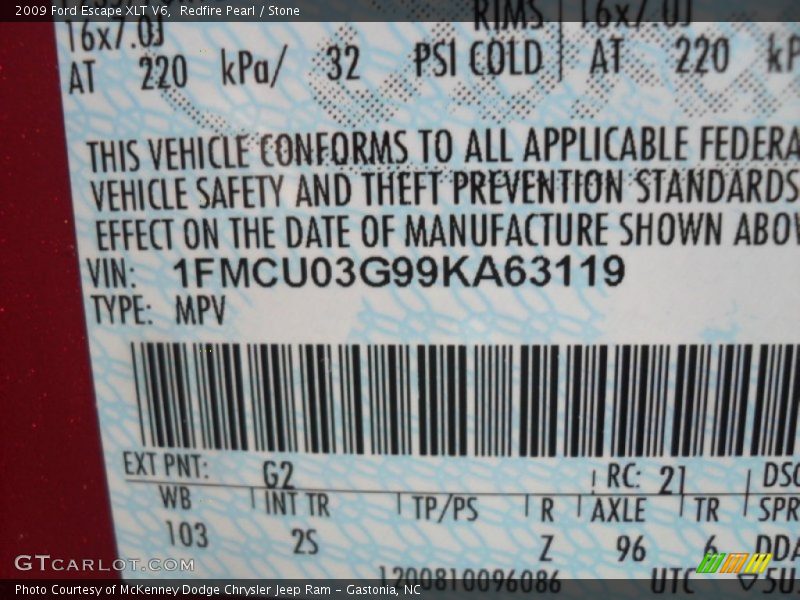 2009 Ford Escape XLT V6, Redfire Pearl / Stone
RIMS 16x7.0J
16x7.0J
AT 220 kPa/ 32 PSI COLD AT 220 kP
THIS VEHICLE CONFORMS TO ALL APPLICABLE FEDERA
VEHICLE SAFETY AND THEFT PREVENTION STANDARDS
EFFECT ON THE DATE OF MANUFACTURE SHOWN ABOV
VIN: 1FMCU03G99KA63119
TYPE: MPV
EXT PNT: G2 RC: 21 DSO
WB INT TR TP/PS R AXLE TR SPR
103 2S Z 96 6 DDA
1200810096086 UTC 5U
GTCARLOT.COM
Photo Courtesy of McKenney Dodge Chrysler Jeep Ram - Gastonia, NC